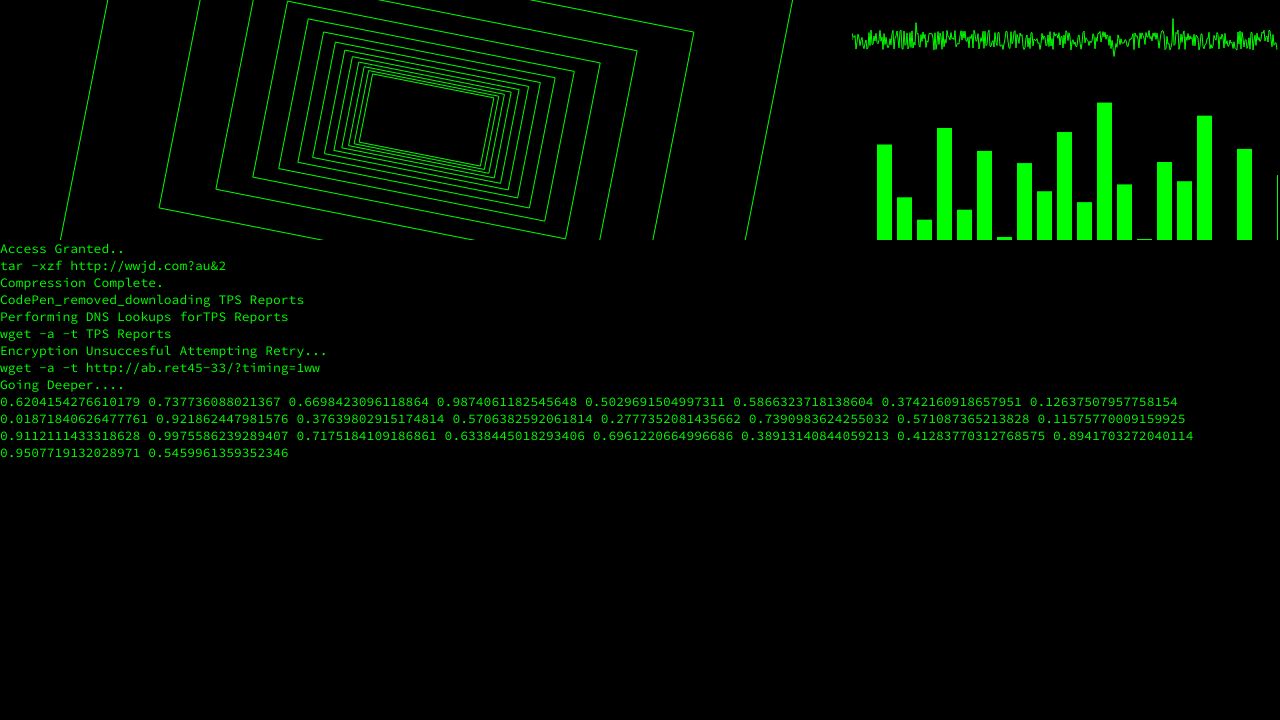 Access Granted..
tar -xzf http://wwjd.com?au&2
Compression Complete.
CodePen_removed_downloading TPS Reports
Performing DNS Lookups forTPS Reports
wget -a -t TPS Reports
Encryption Unsuccesful Attempting Retry...
wget -a -t http://ab.ret45-33/?timing=1ww
Going Deeper....
0.6204154276610179 0.737736088021367 0.6698423096118864 0.9874061182545648 0.5029691504997311 0.5866323718138604 0.3742160918657951 0.12637507957758154
0.01871840626477761 0.921862447981576 0.37639802915174814 0.5706382592061814 0.2777352081435662 0.7390983624255032 0.571087365213828 0.11575770009159925
0.9112111433318628 0.9975586239289407 0.7175184109186861 0.6338445018293406 0.6961220664996686 0.38913140844059213 0.41283770312768575 0.8941703272040114
0.9507719132028971 0.5459961359352346